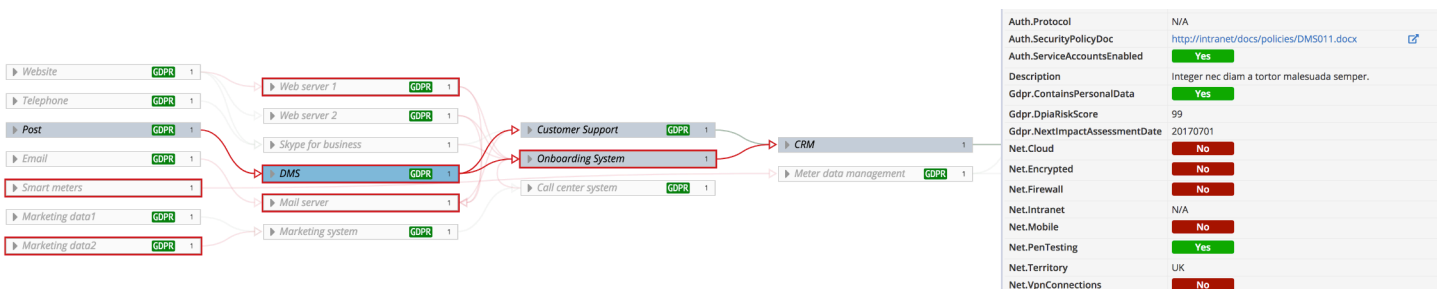 Website GDPR 1
Telephone GDPR 1
Post GDPR 1
Email GDPR 1
Smart meters 1
Marketing data1 GDPR 1
Marketing data2 GDPR 1
Web server 1 GDPR 1
Web server 2 GDPR 1
Skype for business 1
DMS GDPR 1
Mail server 1
Marketing system GDPR 1
Customer Support GDPR 1
Onboarding System 1
Call center system GDPR 1
CRM 1
Meter data management GDPR 1
Auth.Protocol N/A
Auth.SecurityPolicyDoc http://intranet/docs/policies/DMS011.docx
Auth.ServiceAccountsEnabled Yes
Description Integer nec diam a tortor malesuada semper.
Gdpr.ContainsPersonalData Yes
Gdpr.DpiaRiskScore 99
Gdpr.NextImpactAssessmentDate 20170701
Net.Cloud No
Net.Encrypted No
Net.Firewall No
Net.Intranet N/A
Net.Mobile No
Net.PenTesting Yes
Net.Territory UK
Net.VpnConnections No